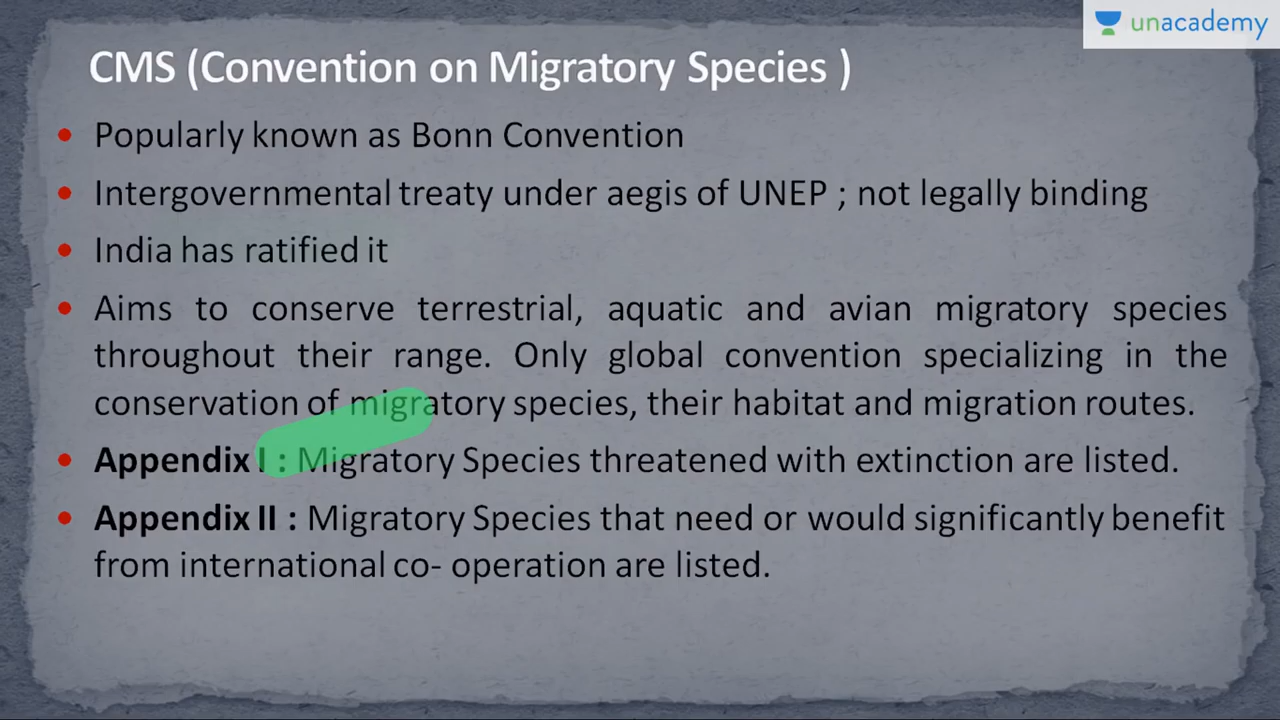 unacademy
CMS (Convention on Migratory Species )
• Popularly known as Bonn Convention
• Intergovernmental treaty under aegis of UNEP ; not legally binding
• India has ratified it
• Aims to conserve terrestrial, aquatic and avian migratory species
throughout their range. Only global convention specializing in the
conservation of migratory species, their habitat and migration routes.
• Appendix I : Migratory Species threatened with extinction are listed.
• Appendix II : Migratory Species that need or would significantly benefit
from international co- operation are listed.